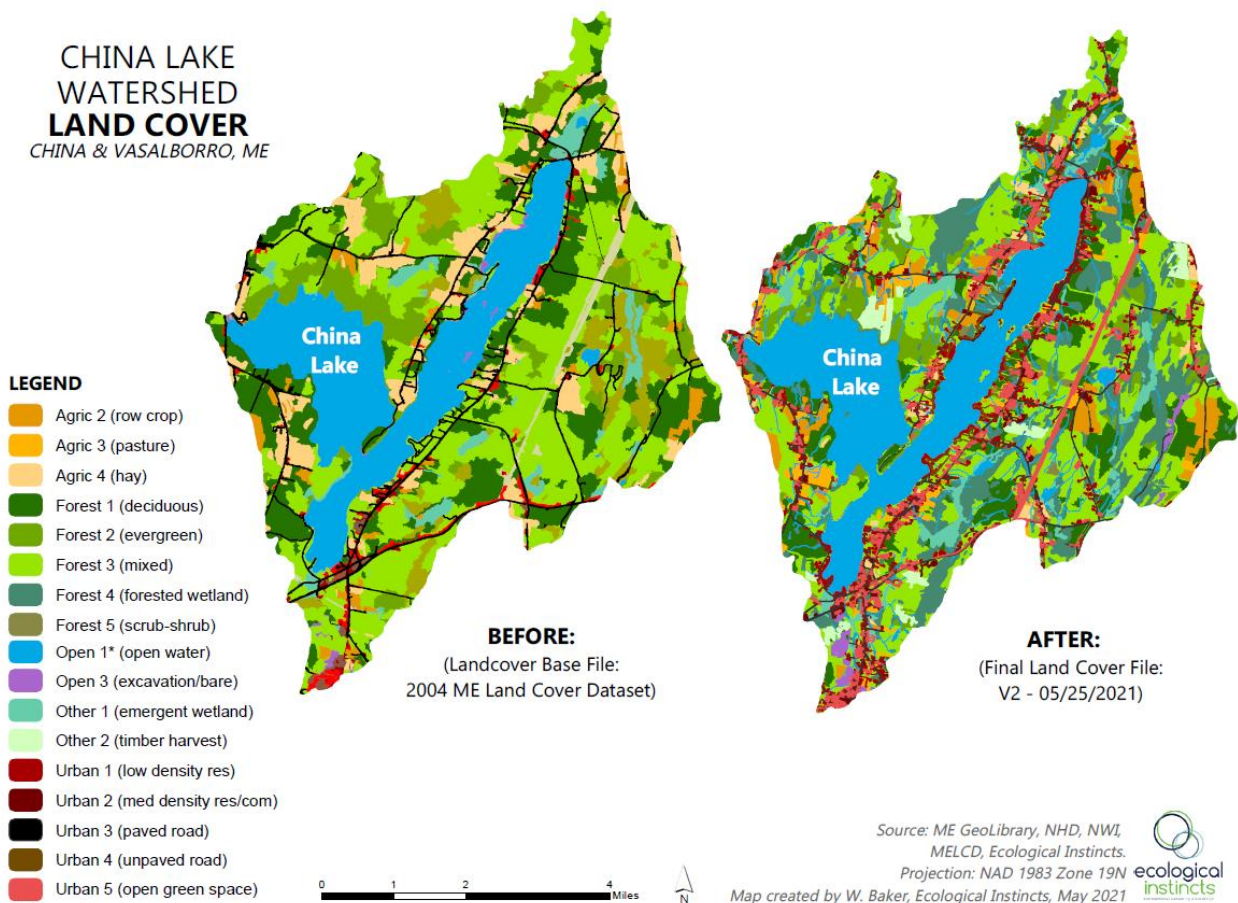 CHINA LAKE
WATERSHED
LAND COVER
CHINA & VASALBORRO, ME
China
Lake
China
Lake
LEGEND
Agric 2 (row crop)
Agric 3 (pasture)
Agric 4 (hay)
Forest 1 (deciduous)
Forest 2 (evergreen)
Forest 3 (mixed)
Forest 4 (forested wetland)
Forest 5 (scrub-shrub)
Open 1* (open water)
Open 3 (excavation/bare)
Other 1 (emergent wetland)
Other 2 (timber harvest)
Urban 1 (low density res)
Urban 2 (med density res/com)
Urban 3 (paved road)
Urban 4 (unpaved road)
Urban 5 (open green space)
BEFORE:
(Landcover Base File:
2004 ME Land Cover Dataset)
AFTER:
(Final Land Cover File:
V2 - 05/25/2021)
0 1 2 4
Miles
N
Source: ME GeoLibrary, NHD, NWI,
MELCD, Ecological Instincts.
Projection: NAD 1983 Zone 19N
Map created by W. Baker, Ecological Instincts, May 2021
ecological
instincts